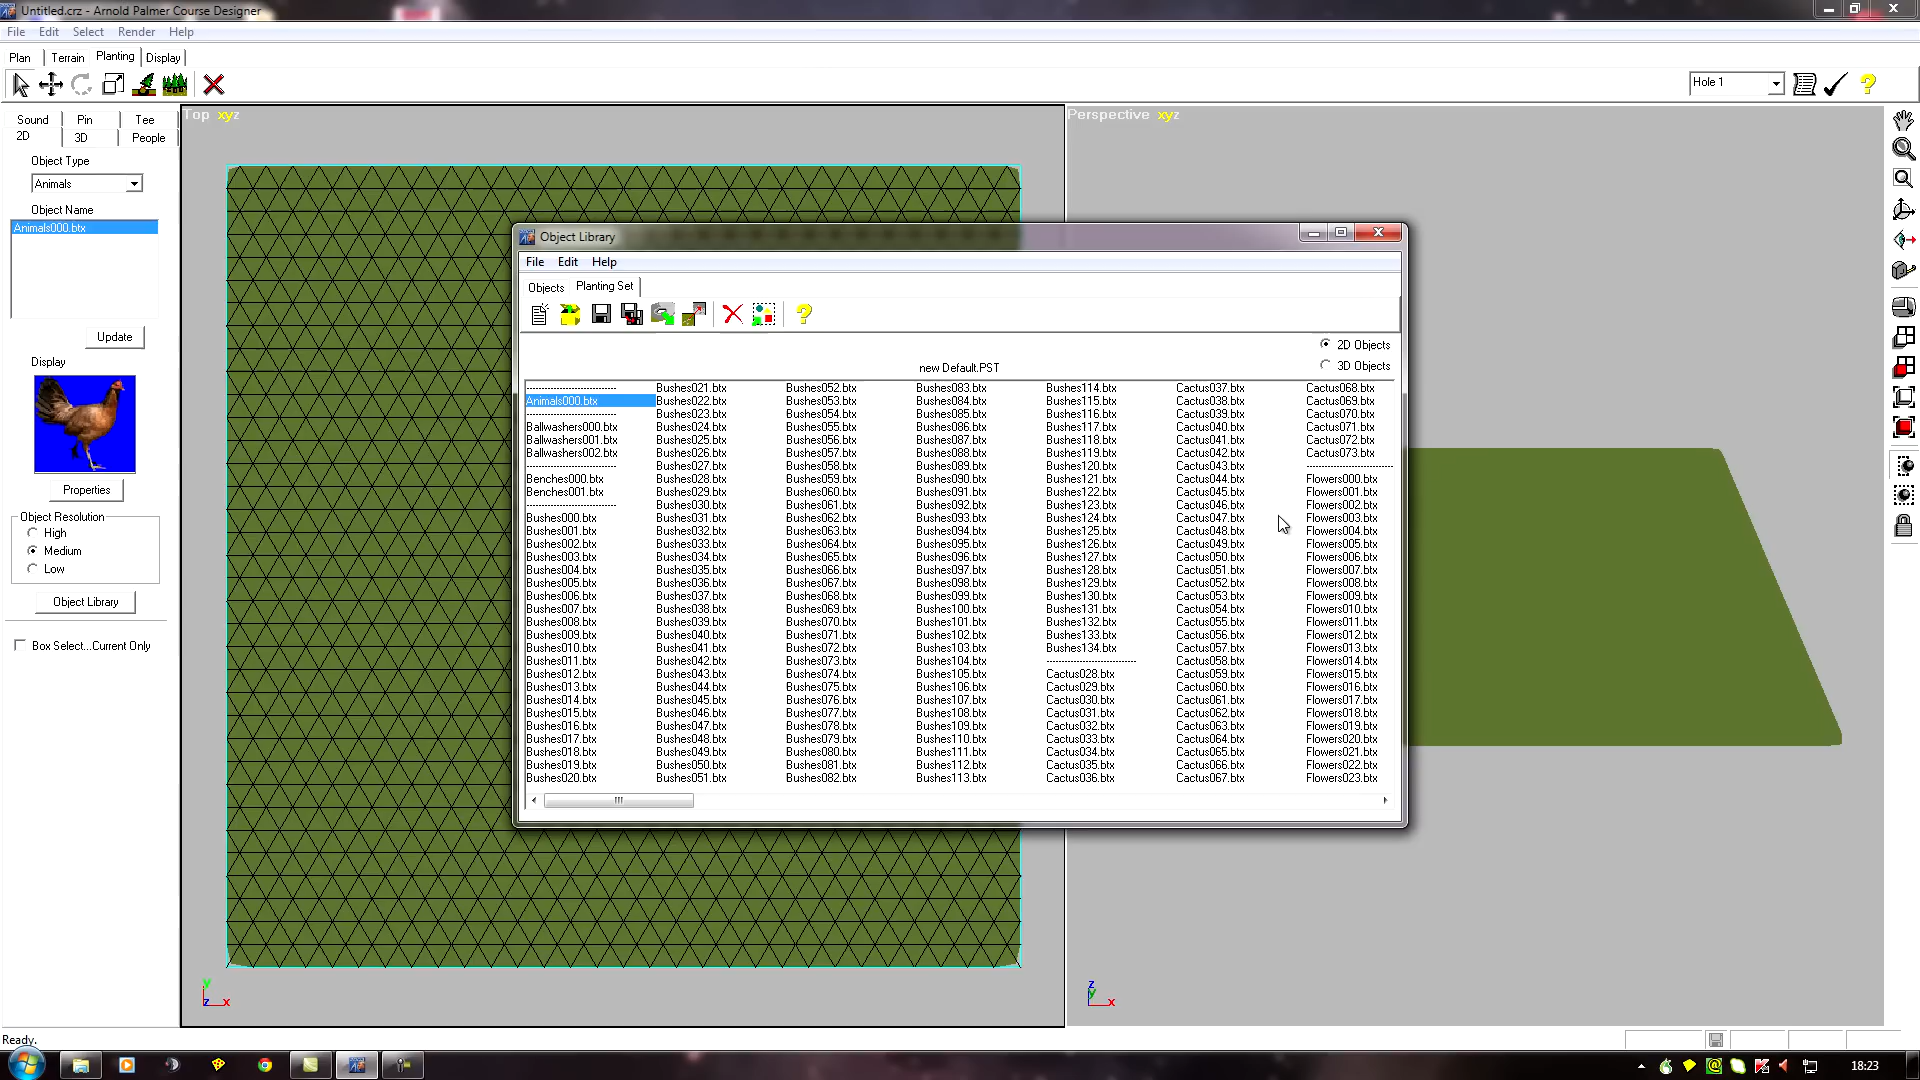 Untitled.crz - Arnold Palmer Course Designer
File Edit Select Render Help
Plan Terrain Planting Display
Hole 1
Sound Pin Tee
2D 3D People
Object Type
Animals
Object Name
Animals000.btx
Update
Display
Properties
Object Resolution
High
Medium
Low
Object Library
Box Select...Current Only
Top xyz
Perspective xyz
Object Library
File Edit Help
Objects Planting Set
2D Objects
new Default.PST
3D Objects
-------------------------- Bushes021.btx Bushes052.btx Bushes083.btx Bushes114.btx Cactus037.btx Cactus068.btx
Animals000.btx Bushes022.btx Bushes053.btx Bushes084.btx Bushes115.btx Cactus038.btx Cactus069.btx
-------------------------- Bushes023.btx Bushes054.btx Bushes085.btx Bushes116.btx Cactus039.btx Cactus070.btx
Ballwashers000.btx Bushes024.btx Bushes055.btx Bushes086.btx Bushes117.btx Cactus040.btx Cactus071.btx
Ballwashers001.btx Bushes025.btx Bushes056.btx Bushes087.btx Bushes118.btx Cactus041.btx Cactus072.btx
Ballwashers002.btx Bushes026.btx Bushes057.btx Bushes088.btx Bushes119.btx Cactus042.btx Cactus073.btx
-------------------------- Bushes027.btx Bushes058.btx Bushes089.btx Bushes120.btx Cactus043.btx --------------------------
Benches000.btx Bushes028.btx Bushes059.btx Bushes090.btx Bushes121.btx Cactus044.btx Flowers000.btx
Benches001.btx Bushes029.btx Bushes060.btx Bushes091.btx Bushes122.btx Cactus045.btx Flowers001.btx
-------------------------- Bushes030.btx Bushes061.btx Bushes092.btx Bushes123.btx Cactus046.btx Flowers002.btx
Bushes000.btx Bushes031.btx Bushes062.btx Bushes093.btx Bushes124.btx Cactus047.btx Flowers003.btx
Bushes001.btx Bushes032.btx Bushes063.btx Bushes094.btx Bushes125.btx Cactus048.btx Flowers004.btx
Bushes002.btx Bushes033.btx Bushes064.btx Bushes095.btx Bushes126.btx Cactus049.btx Flowers005.btx
Bushes003.btx Bushes034.btx Bushes065.btx Bushes096.btx Bushes127.btx Cactus050.btx Flowers006.btx
Bushes004.btx Bushes035.btx Bushes066.btx Bushes097.btx Bushes128.btx Cactus051.btx Flowers007.btx
Bushes005.btx Bushes036.btx Bushes067.btx Bushes098.btx Bushes129.btx Cactus052.btx Flowers008.btx
Bushes006.btx Bushes037.btx Bushes068.btx Bushes099.btx Bushes130.btx Cactus053.btx Flowers009.btx
Bushes007.btx Bushes038.btx Bushes069.btx Bushes100.btx Bushes131.btx Cactus054.btx Flowers010.btx
Bushes008.btx Bushes039.btx Bushes070.btx Bushes101.btx Bushes132.btx Cactus055.btx Flowers011.btx
Bushes009.btx Bushes040.btx Bushes071.btx Bushes102.btx Bushes133.btx Cactus056.btx Flowers012.btx
Bushes010.btx Bushes041.btx Bushes072.btx Bushes103.btx Bushes134.btx Cactus057.btx Flowers013.btx
Bushes011.btx Bushes042.btx Bushes073.btx Bushes104.btx -------------------------- Cactus058.btx Flowers014.btx
Bushes012.btx Bushes043.btx Bushes074.btx Bushes105.btx Cactus028.btx Cactus059.btx Flowers015.btx
Bushes013.btx Bushes044.btx Bushes075.btx Bushes106.btx Cactus029.btx Cactus060.btx Flowers016.btx
Bushes014.btx Bushes045.btx Bushes076.btx Bushes107.btx Cactus030.btx Cactus061.btx Flowers017.btx
Bushes015.btx Bushes046.btx Bushes077.btx Bushes108.btx Cactus031.btx Cactus062.btx Flowers018.btx
Bushes016.btx Bushes047.btx Bushes078.btx Bushes109.btx Cactus032.btx Cactus063.btx Flowers019.btx
Bushes017.btx Bushes048.btx Bushes079.btx Bushes110.btx Cactus033.btx Cactus064.btx Flowers020.btx
Bushes018.btx Bushes049.btx Bushes080.btx Bushes111.btx Cactus034.btx Cactus065.btx Flowers021.btx
Bushes019.btx Bushes050.btx Bushes081.btx Bushes112.btx Cactus035.btx Cactus066.btx Flowers022.btx
Bushes020.btx Bushes051.btx Bushes082.btx Bushes113.btx Cactus036.btx Cactus067.btx Flowers023.btx
y
z x
z
y
x
Ready.
18:23